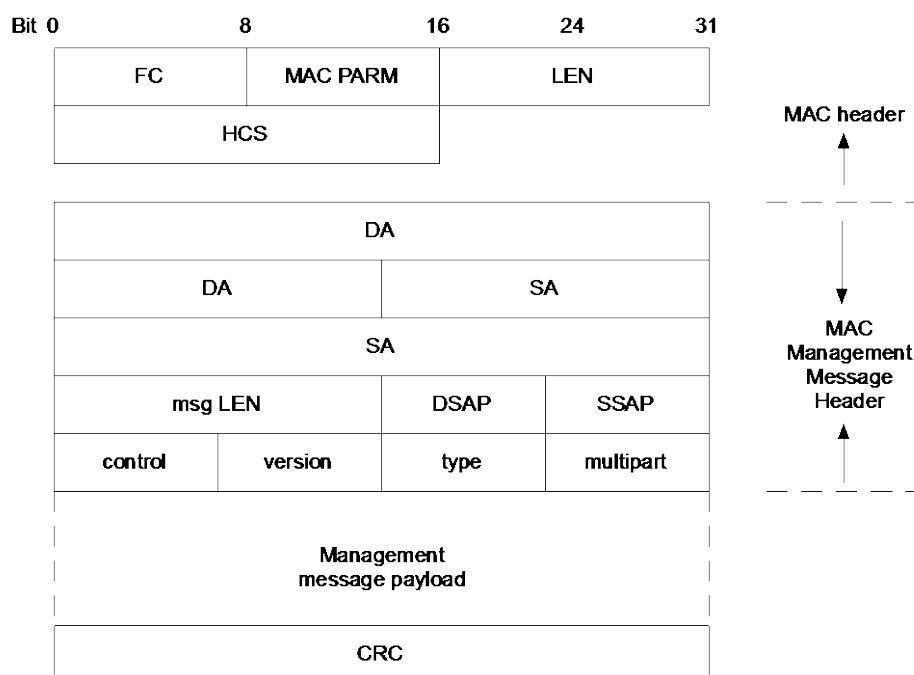 Bit 0 8 16 24 31
FC MAC PARM LEN
HCS
MAC header
DA
DA SA
SA
MAC
Management
Message
Header
msg LEN DSAP SSAP
control version type multipart
Management
message payload
CRC